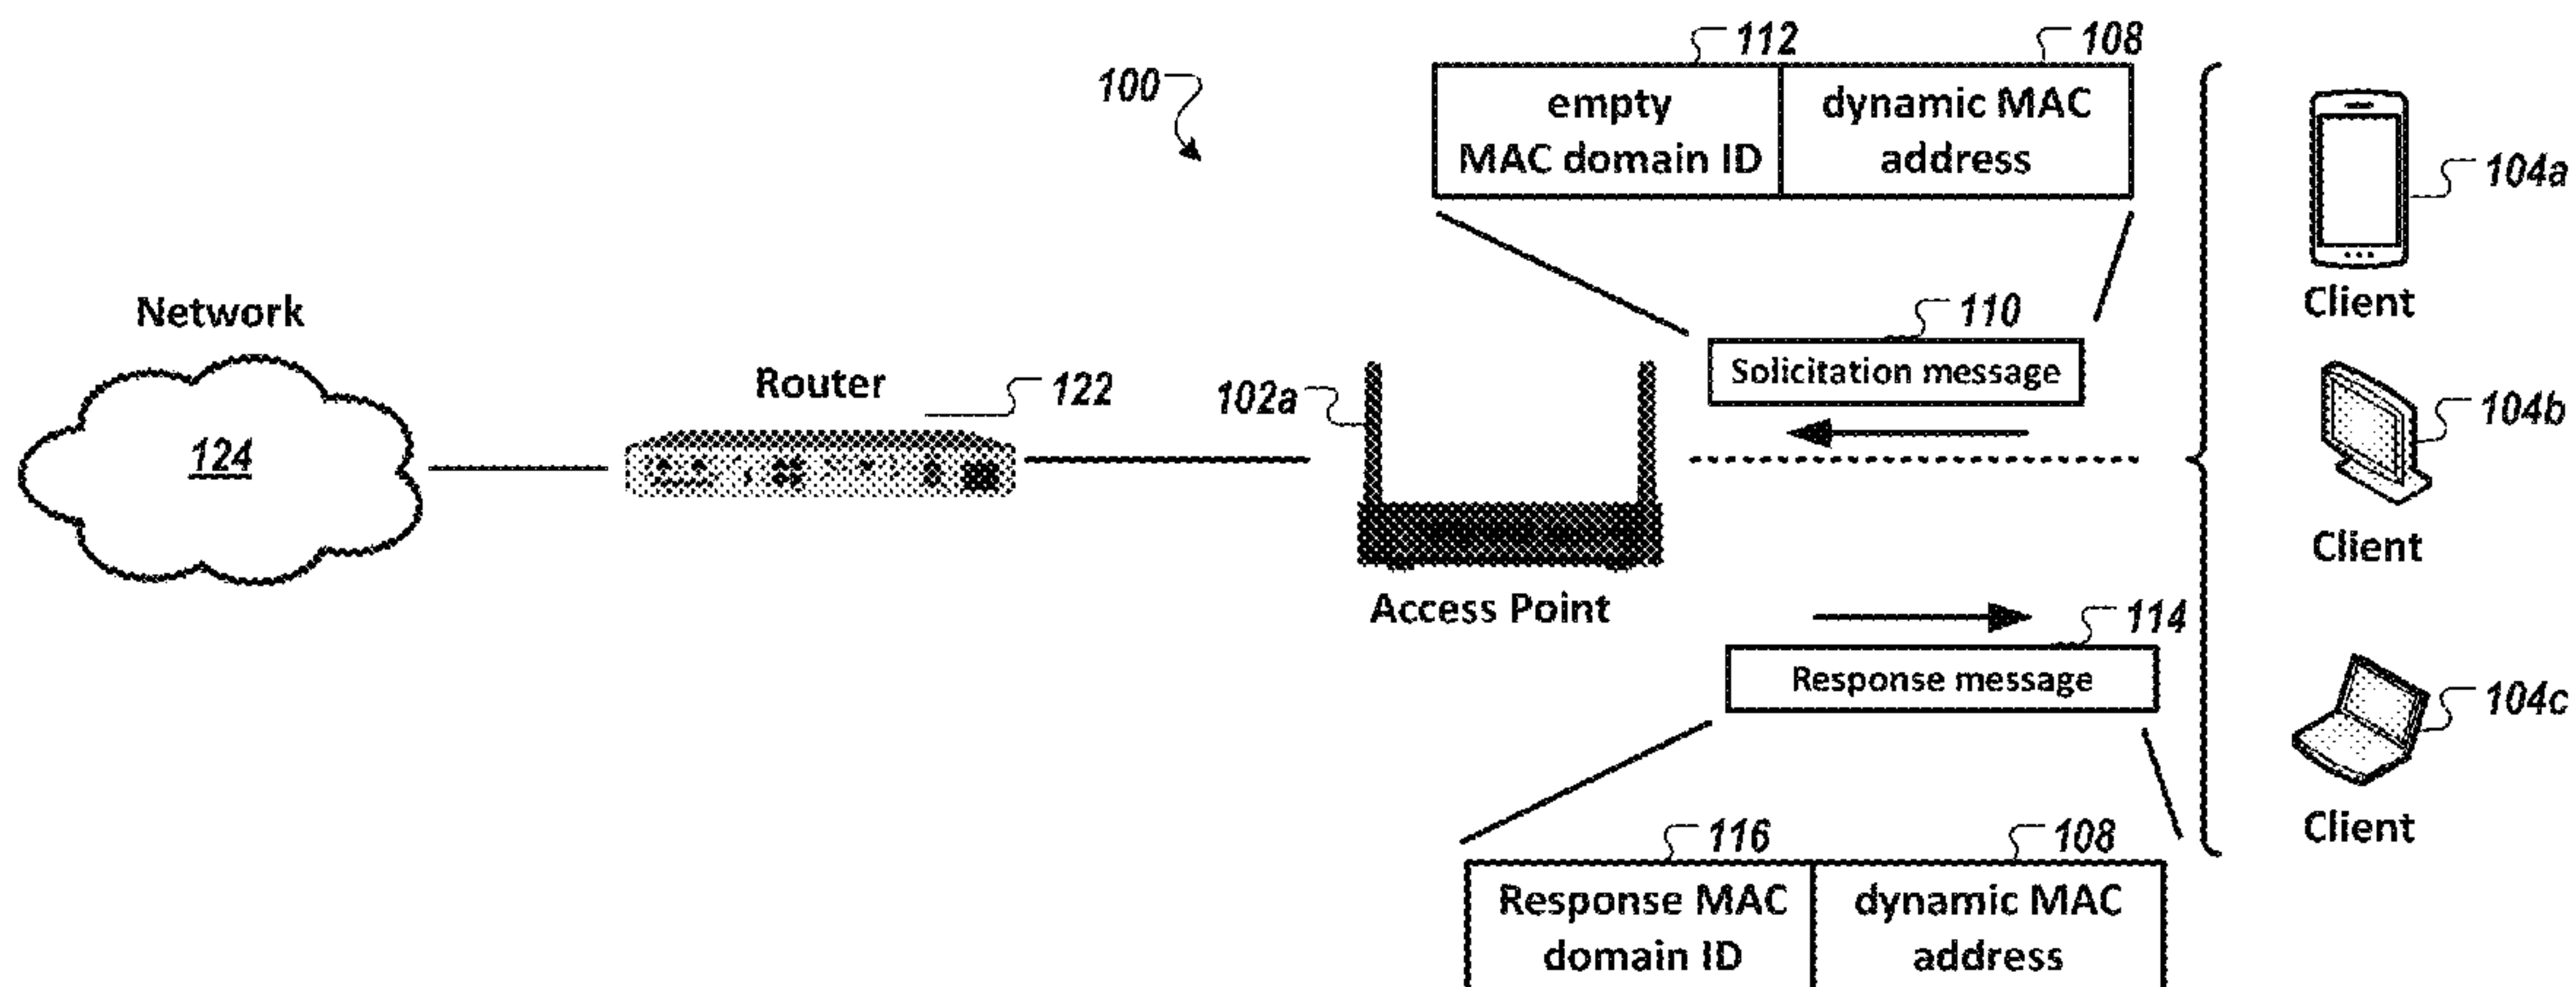 112
108
100
empty
MAC domain ID
dynamic MAC
address
104a
Client
Network
110
Solicitation message
Router
122
102a
104b
124
Client
Access Point
114
Response message
104c
Client
116
108
Response MAC
domain ID
dynamic MAC
address